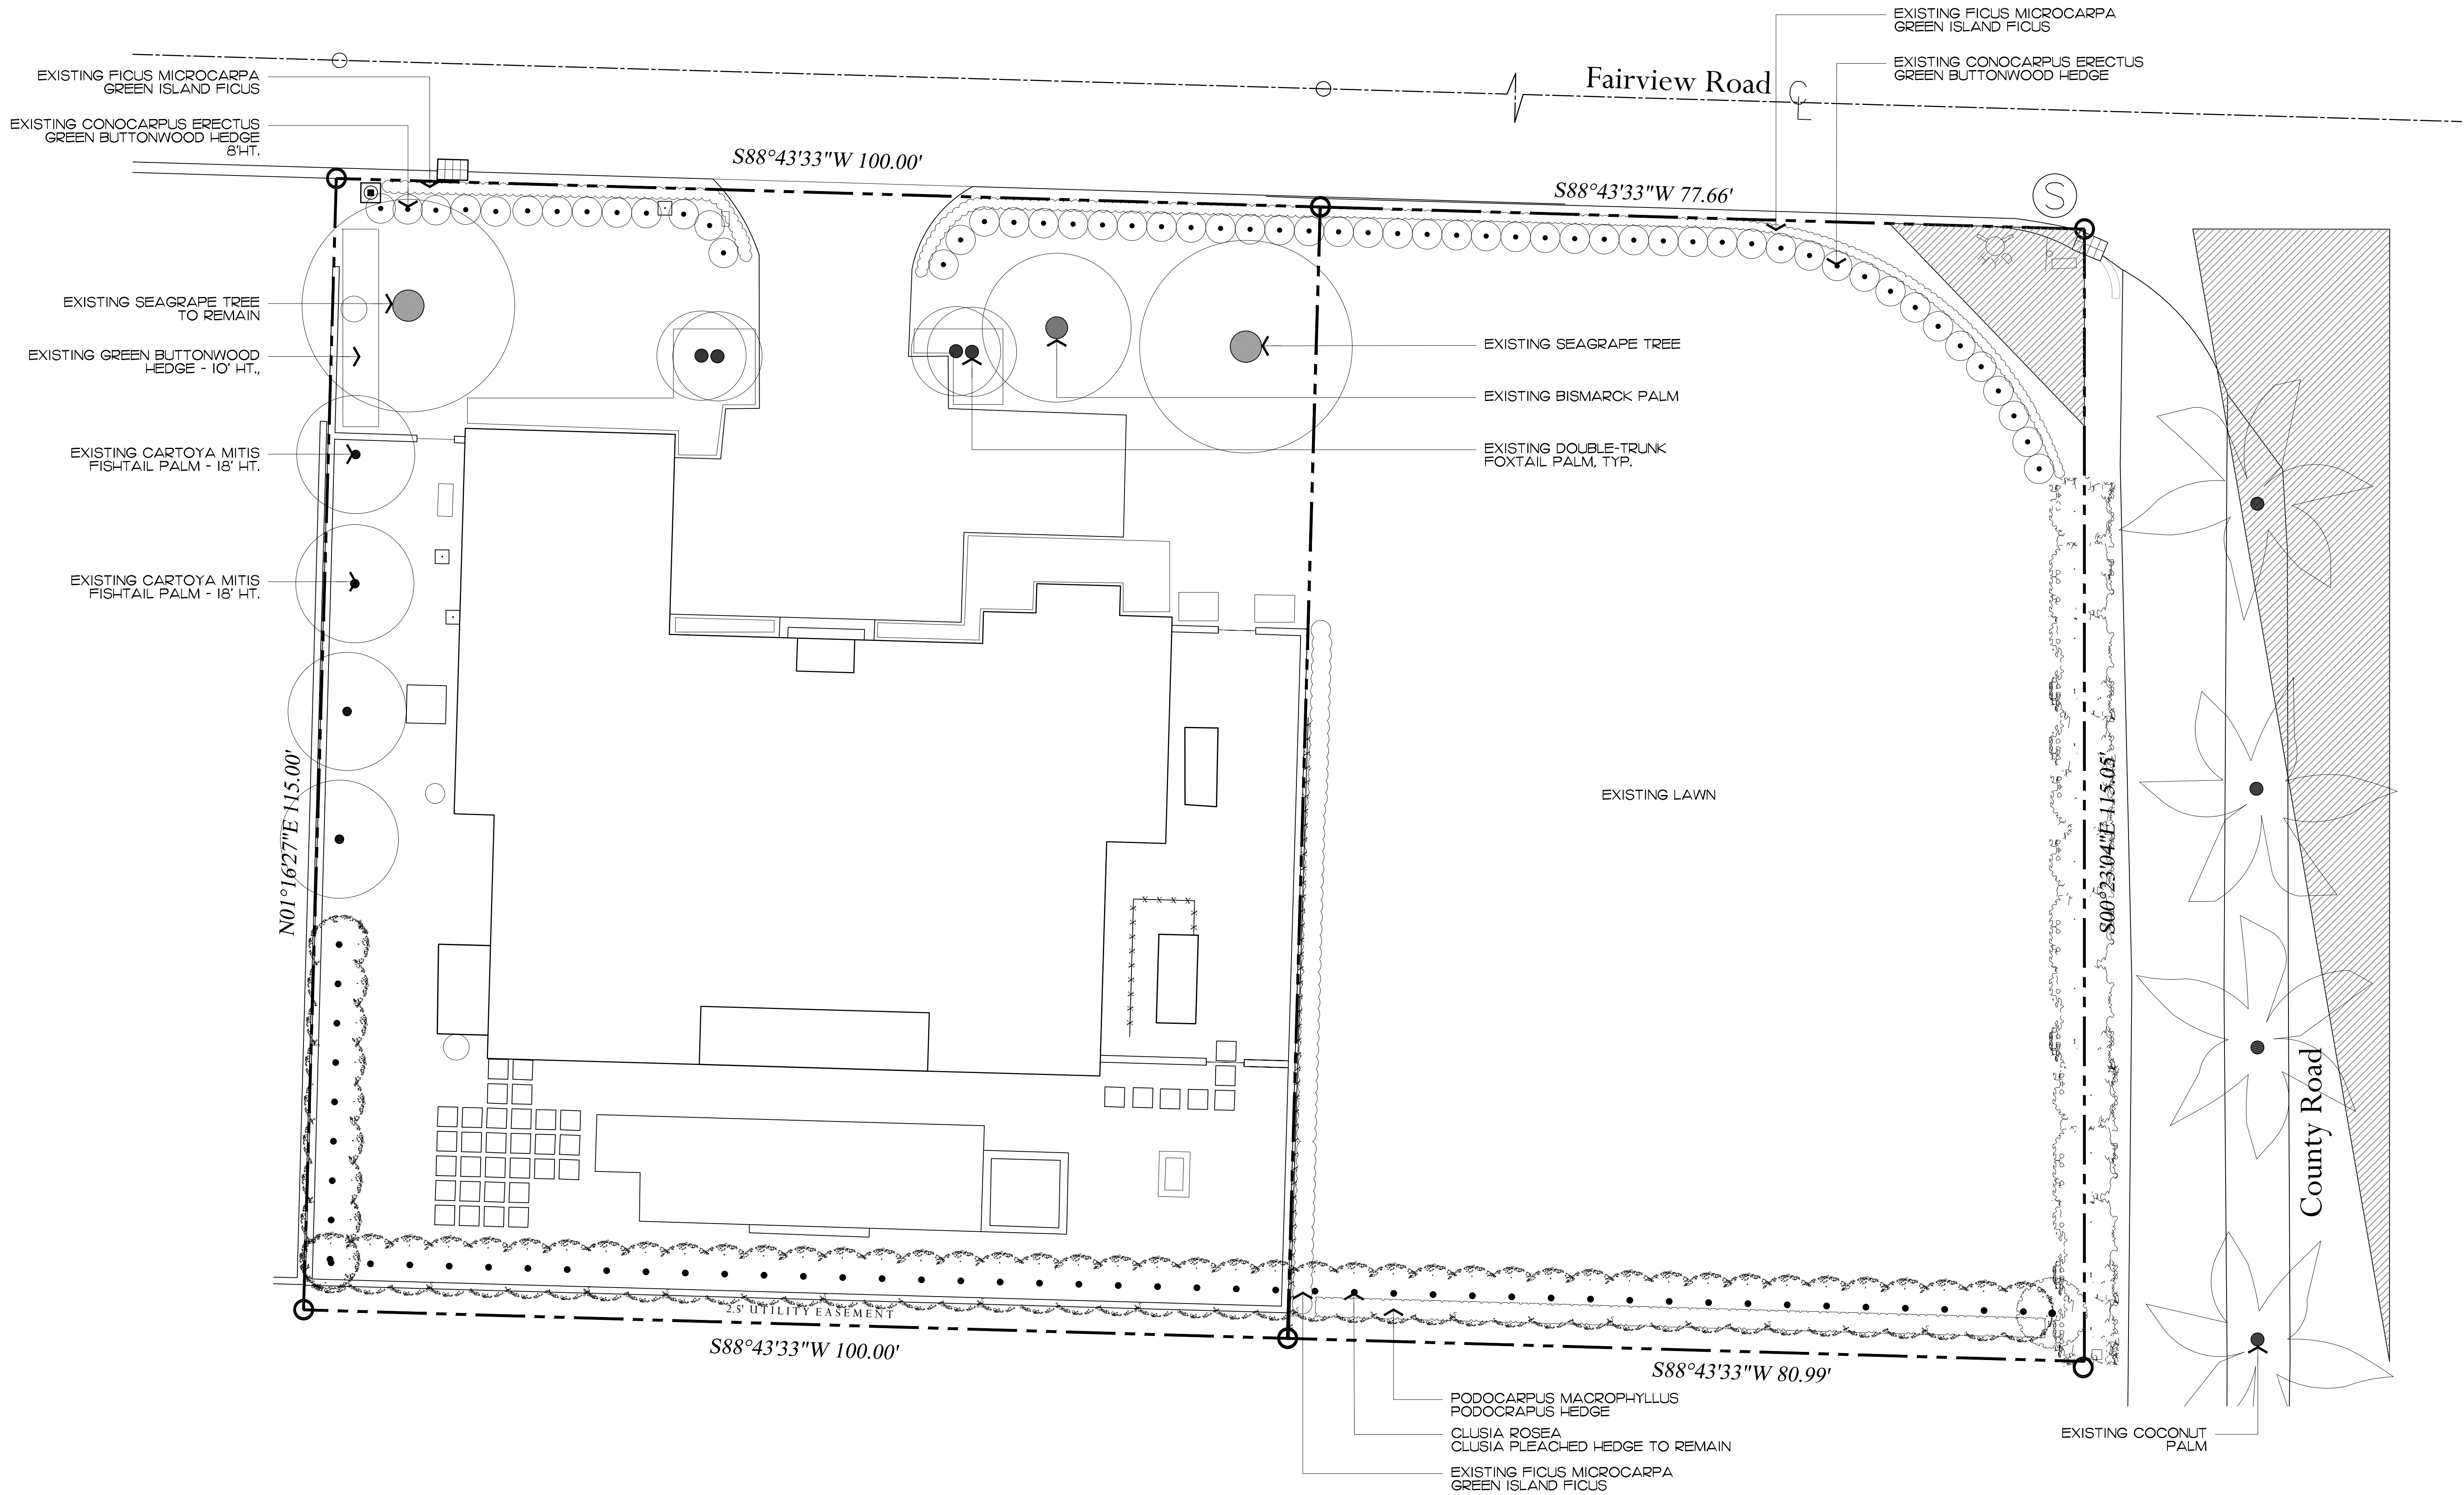 EXISTING FICUS MICROCARPA
GREEN ISLAND FICUS
EXISTING CONOCARPUS ERECTUS
GREEN BUTTONWOOD HEDGE
Fairview Road
CL
EXISTING FICUS MICROCARPA
GREEN ISLAND FICUS
EXISTING CONOCARPUS ERECTUS
GREEN BUTTONWOOD HEDGE
8'HT.
S88°43'33"W 100.00'
S88°43'33"W 77.66'
S
EXISTING SEAGRAPE TREE
TO REMAIN
EXISTING GREEN BUTTONWOOD
HEDGE - 10' HT.,
EXISTING CARTOYA MITIS
FISHTAIL PALM - 18' HT.
EXISTING CARTOYA MITIS
FISHTAIL PALM - 18' HT.
EXISTING SEAGRAPE TREE
EXISTING BISMARCK PALM
EXISTING DOUBLE-TRUNK
FOXTAIL PALM, TYP.
EXISTING LAWN
N01°16'27"E 115.00'
S00°23'04"E 115.05'
County Road
2.5' UTILITY EASEMENT
S88°43'33"W 100.00'
S88°43'33"W 80.99'
PODOCARPUS MACROPHYLLUS
PODOCRAPUS HEDGE
CLUSIA ROSEA
CLUSIA PLEACHED HEDGE TO REMAIN
EXISTING FICUS MICROCARPA
GREEN ISLAND FICUS
EXISTING COCONUT
PALM